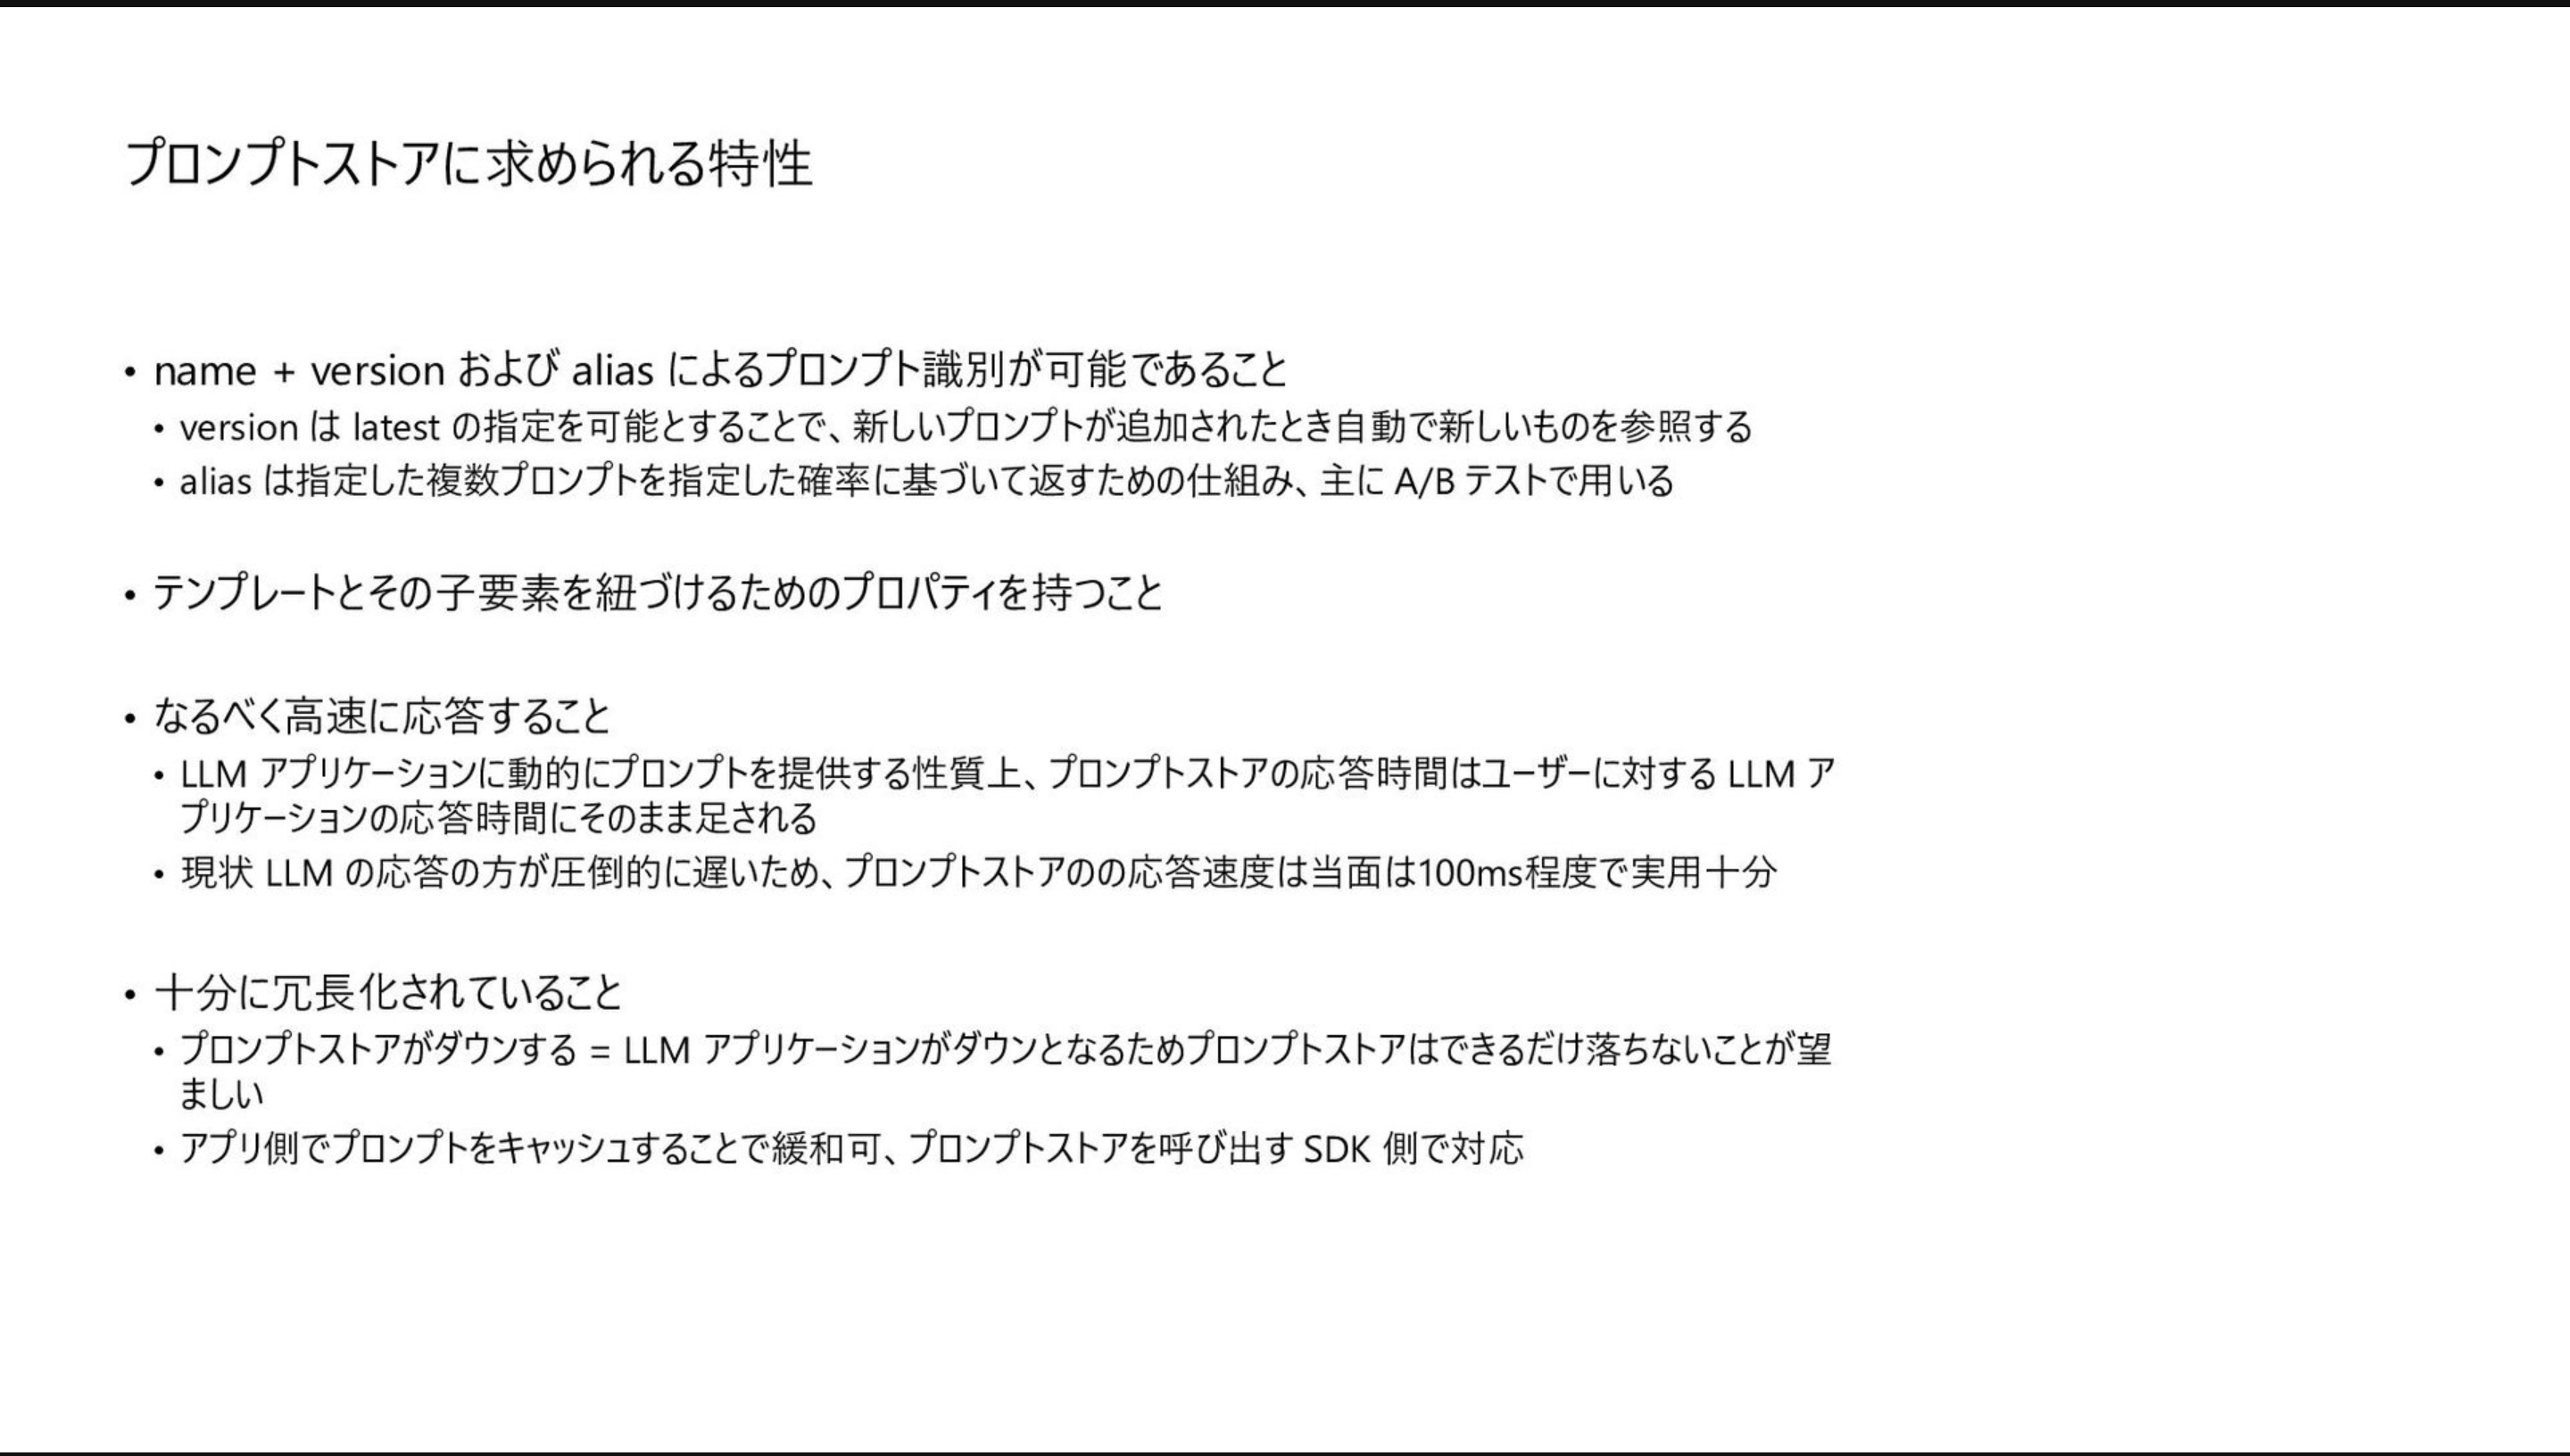 プロンプトストアに求められる特性
• name + version および alias によるプロンプト識別が可能であること
• version は latest の指定を可能とすることで、新しいプロンプトが追加されたとき自動で新しいものを参照する
• alias は指定した複数プロンプトを指定した確率に基づいて返すための仕組み、主に A/B テストで用いる
• テンプレートとその子要素を紐づけるためのプロパティを持つこと
• なるべく高速に応答すること
• LLM アプリケーションに動的にプロンプトを提供する性質上、プロンプトストアの応答時間はユーザーに対する LLM ア
プリケーションの応答時間にそのまま足される
• 現状 LLM の応答の方が圧倒的に遅いため、プロンプトストアのの応答速度は当面は100ms程度で実用十分
• 十分に冗長化されていること
• プロンプトストアがダウンする = LLM アプリケーションがダウンとなるためプロンプトストアはできるだけ落ちないことが望
ましい
• アプリ側でプロンプトをキャッシュすることで緩和可、プロンプトストアを呼び出す SDK 側で対応